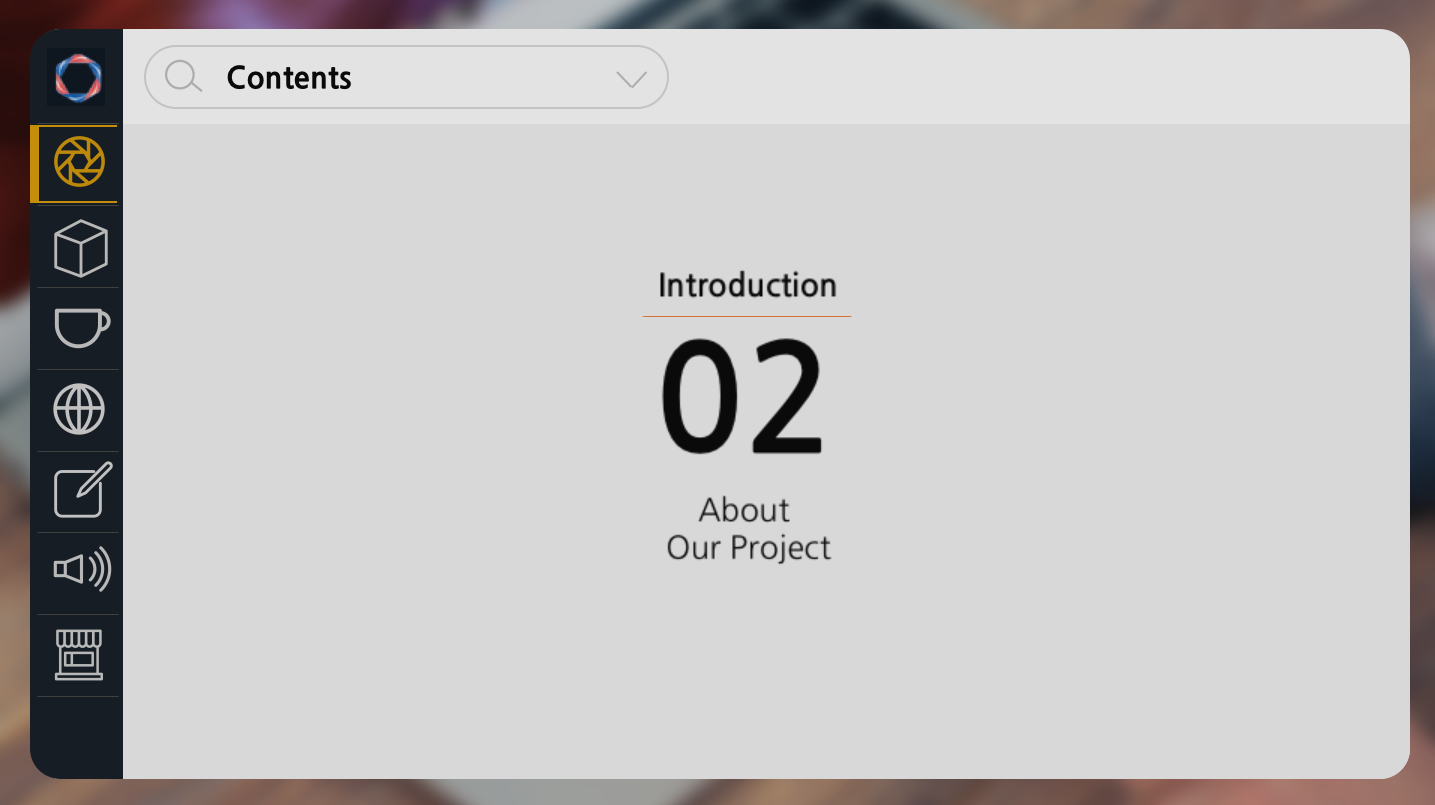 Contents
Introduction
02
About
Our Project